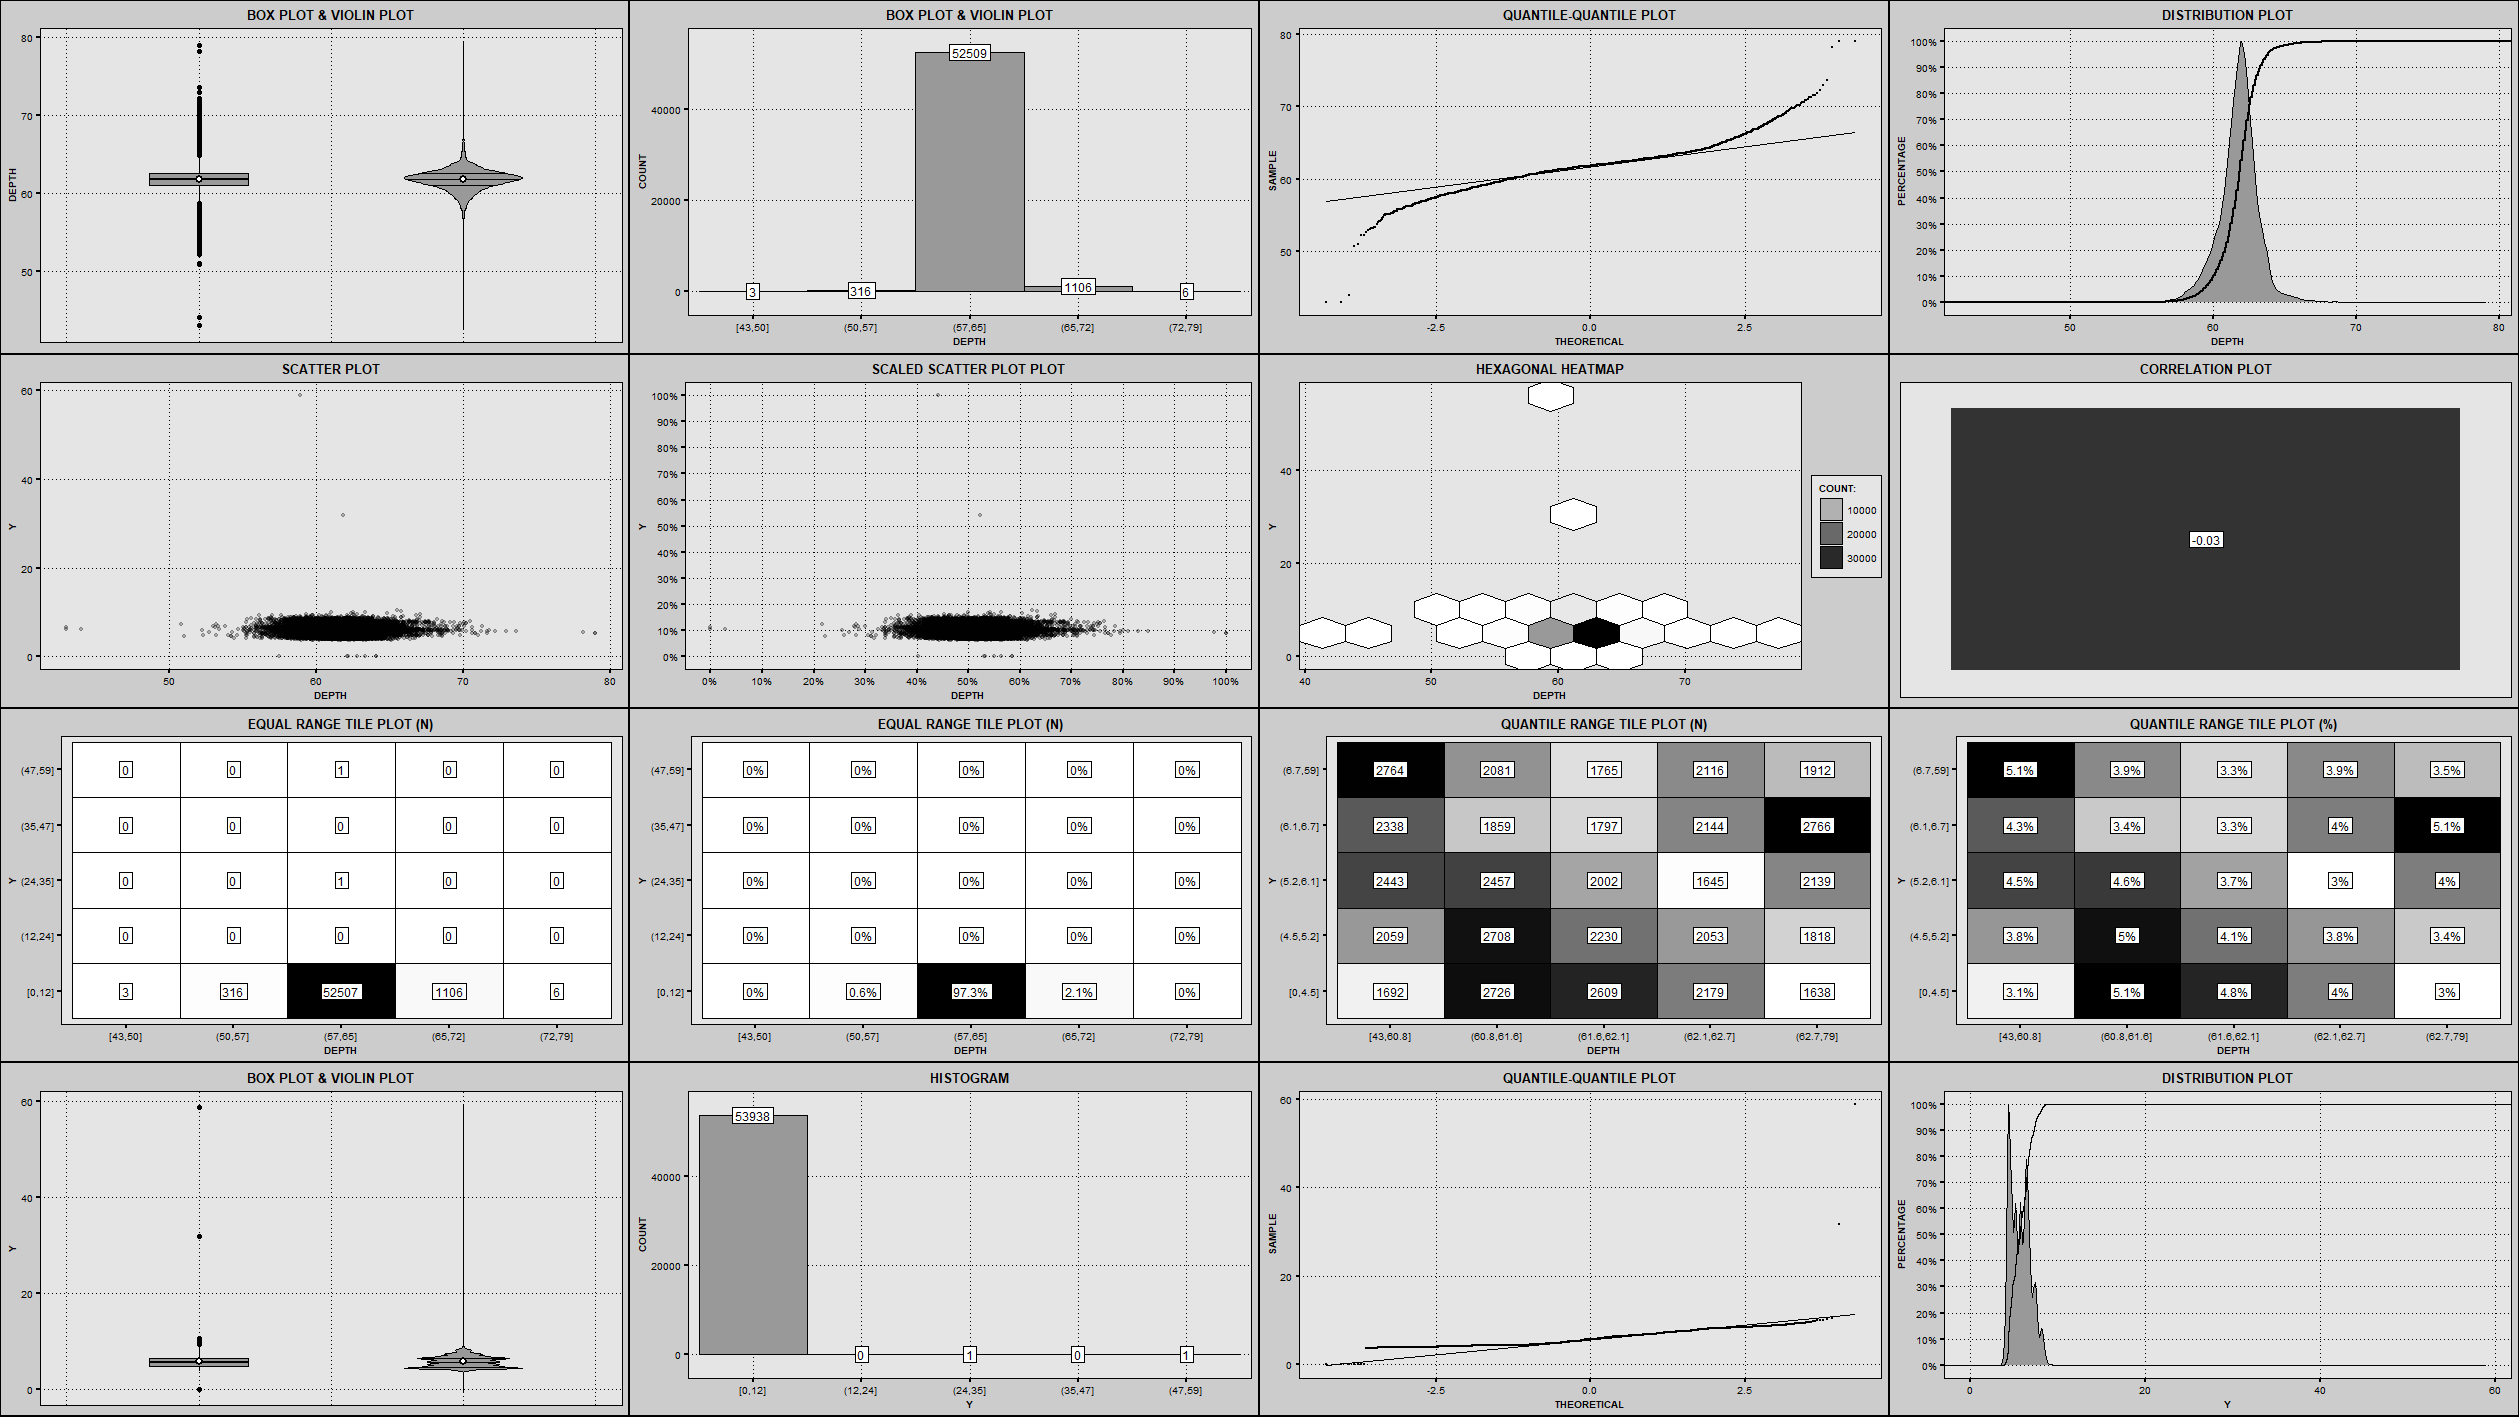 BOX PLOT & VIOLIN PLOT
80
70
60
50
DEPTH
BOX PLOT & VIOLIN PLOT
52509
3
316
1106
6
40000
20000
0
COUNT
[43,50]
(50,57]
(57,65]
(65,72]
(72,79]
DEPTH
QUANTILE-QUANTILE PLOT
80
70
60
50
SAMPLE
-2.5
0.0
2.5
THEORETICAL
DISTRIBUTION PLOT
100%
90%
80%
70%
60%
50%
40%
30%
20%
10%
0%
PERCENTAGE
50
60
70
80
DEPTH
SCATTER PLOT
60
40
20
0
Y
50
60
70
80
DEPTH
SCALED SCATTER PLOT PLOT
100%
90%
80%
70%
60%
50%
40%
30%
20%
10%
0%
Y
0%
10%
20%
30%
40%
50%
60%
70%
80%
90%
100%
DEPTH
HEXAGONAL HEATMAP
40
20
0
Y
40
50
60
70
DEPTH
COUNT:
10000
20000
30000
CORRELATION PLOT
-0.03
EQUAL RANGE TILE PLOT (N)
(47,59] 0 0 1 0 0
(35,47] 0 0 0 0 0
Y (24,35] 0 0 1 0 0
(12,24] 0 0 0 0 0
[0,12] 3 316 52507 1106 6
[43,50] (50,57] (57,65] (65,72] (72,79]
DEPTH
EQUAL RANGE TILE PLOT (N)
(47,59] 0% 0% 0% 0% 0%
(35,47] 0% 0% 0% 0% 0%
Y (24,35] 0% 0% 0% 0% 0%
(12,24] 0% 0% 0% 0% 0%
[0,12] 0% 0.6% 97.3% 2.1% 0%
[43,50] (50,57] (57,65] (65,72] (72,79]
DEPTH
QUANTILE RANGE TILE PLOT (N)
(6.7,59] 2764 2081 1765 2116 1912
(6.1,6.7] 2338 1859 1797 2144 2766
Y (5.2,6.1] 2443 2457 2002 1645 2139
(4.5,5.2] 2059 2708 2230 2053 1818
[0,4.5] 1692 2726 2609 2179 1638
[43,60.8] (60.8,61.6] (61.6,62.1] (62.1,62.7] (62.7,79]
DEPTH
QUANTILE RANGE TILE PLOT (%)
(6.7,59] 5.1% 3.9% 3.3% 3.9% 3.5%
(6.1,6.7] 4.3% 3.4% 3.3% 4% 5.1%
Y (5.2,6.1] 4.5% 4.6% 3.7% 3% 4%
(4.5,5.2] 3.8% 5% 4.1% 3.8% 3.4%
[0,4.5] 3.1% 5.1% 4.8% 4% 3%
[43,60.8] (60.8,61.6] (61.6,62.1] (62.1,62.7] (62.7,79]
DEPTH
BOX PLOT & VIOLIN PLOT
60
40
20
0
Y
HISTOGRAM
53938
0
1
0
1
40000
20000
0
COUNT
[0,12]
(12,24]
(24,35]
(35,47]
(47,59]
Y
QUANTILE-QUANTILE PLOT
60
40
20
0
SAMPLE
-2.5
0.0
2.5
THEORETICAL
DISTRIBUTION PLOT
100%
90%
80%
70%
60%
50%
40%
30%
20%
10%
0%
PERCENTAGE
0
20
40
60
Y